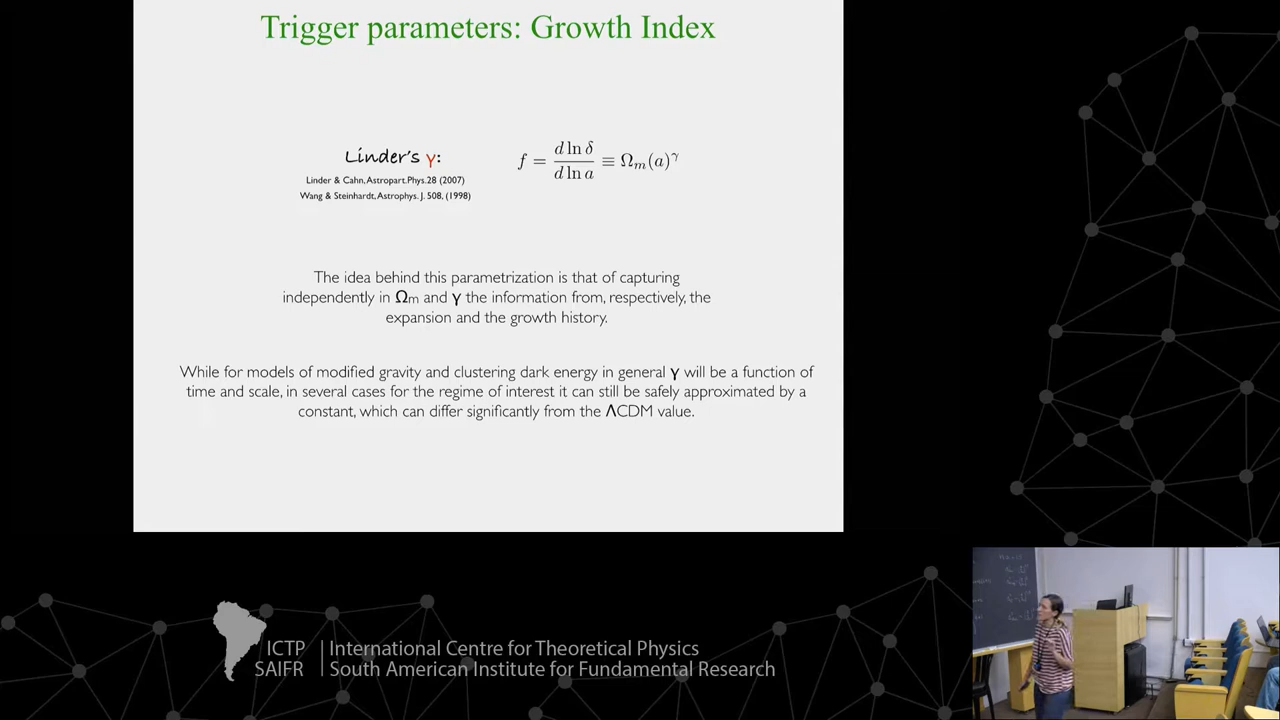 Trigger parameters: Growth Index
Linder's γ:
Linder & Cahn, Astropart.Phys.28 (2007)
Wang & Steinhardt, Astrophys. J. 508, (1998)
f = d ln δ / d ln a ≡ Ωm(a)^γ
The idea behind this parametrization is that of capturing
independently in Ωm and γ the information from, respectively, the
expansion and the growth history.
While for models of modified gravity and clustering dark energy in general γ will be a function of
time and scale, in several cases for the regime of interest it can still be safely approximated by a
constant, which can differ significantly from the ΛCDM value.
ICTP
SAIFR
International Centre for Theoretical Physics
South American Institute for Fundamental Research